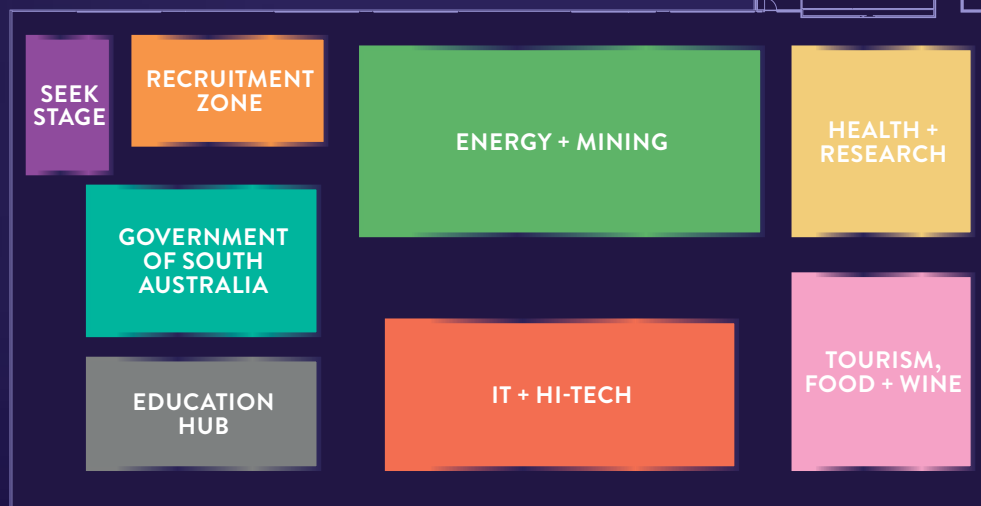 SEEK
STAGE
RECRUITMENT
ZONE
ENERGY + MINING
HEALTH +
RESEARCH
GOVERNMENT
OF SOUTH
AUSTRALIA
EDUCATION
HUB
IT + HI-TECH
TOURISM,
FOOD + WINE